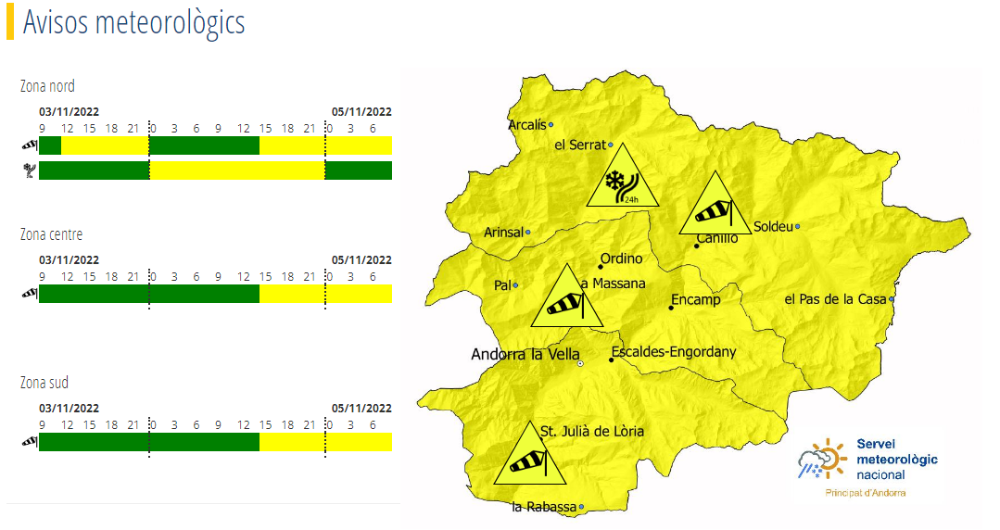 Avisos meteorològics
Zona nord
03/11/2022 05/11/2022
9 12 15 18 21 0 3 6 9 12 15 18 21 0 3 6
Zona centre
03/11/2022 05/11/2022
9 12 15 18 21 0 3 6 9 12 15 18 21 0 3 6
Zona sud
03/11/2022 05/11/2022
9 12 15 18 21 0 3 6 9 12 15 18 21 0 3 6
Arcalís
el Serrat
24h
Arinsal
Soldeu
Canillo
Ordino
Pal
a Massana
Encamp
el Pas de la Casa
Andorra la Vella
Escaldes-Engordany
St. Julià de Lòria
la Rabassa
Servei
meteorològic
nacional
Principat d'Andorra